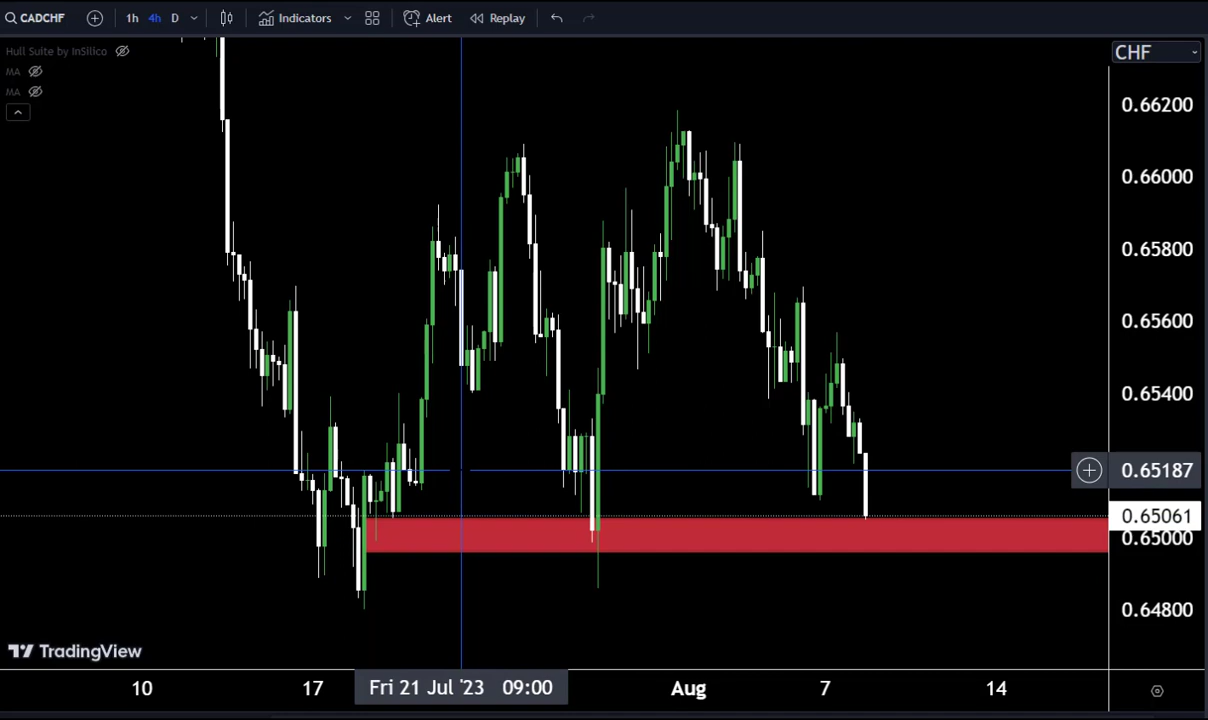 CADCHF 1h 4h D Indicators Alert Replay
Hull Suite by InSilico
MA
MA
CHF
0.66200
0.66000
0.65800
0.65600
0.65400
0.65187
0.65061
0.65000
0.64800
TradingView
10 17 Fri 21 Jul '23 09:00 Aug 7 14